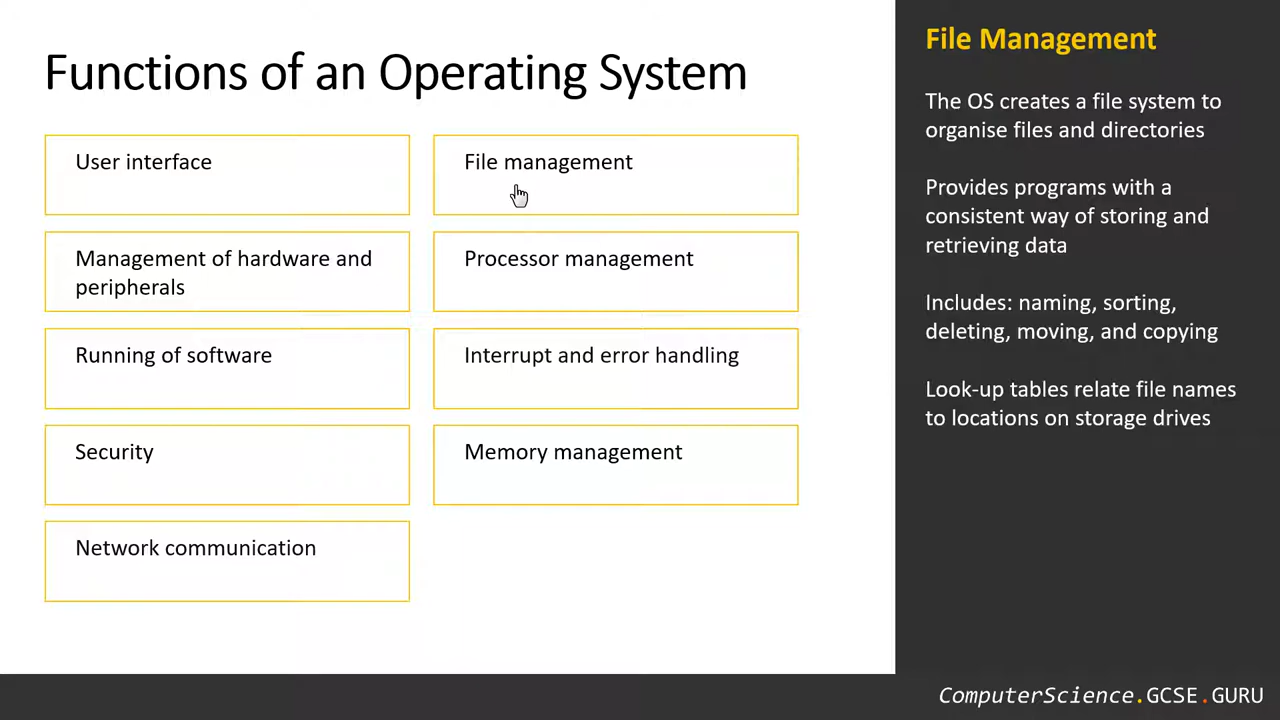 Functions of an Operating System
User interface
File management
Management of hardware and
peripherals
Processor management
Running of software
Interrupt and error handling
Security
Memory management
Network communication
File Management
The OS creates a file system to
organise files and directories
Provides programs with a
consistent way of storing and
retrieving data
Includes: naming, sorting,
deleting, moving, and copying
Look-up tables relate file names
to locations on storage drives
ComputerScience.GCSE.GURU